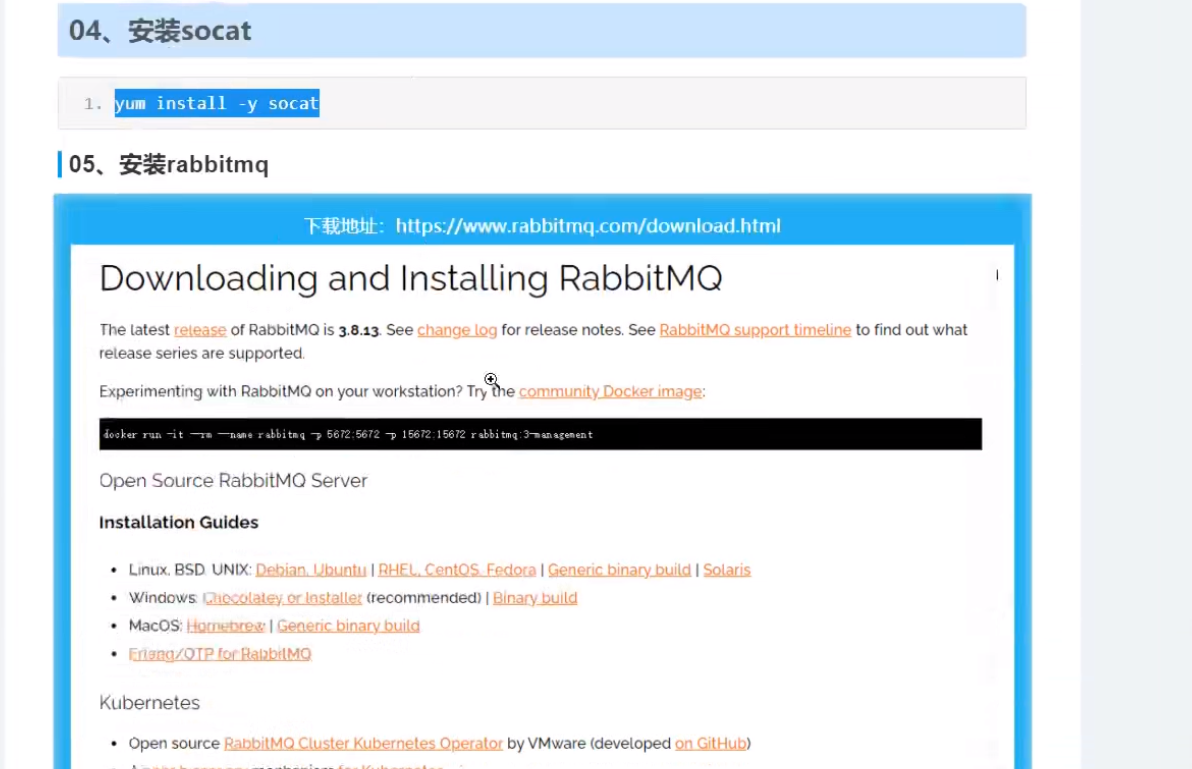 04、安装socat
1. yum install -y socat
05、安装rabbitmq
下载地址：https://www.rabbitmq.com/download.html
Downloading and Installing RabbitMQ
The latest release of RabbitMQ is 3.8.13. See change log for release notes. See RabbitMQ support timeline to find out what
release series are supported.
Experimenting with RabbitMQ on your workstation? Try the community Docker image:
docker run -it --rm --name rabbitmq -p 5672:5672 -p 15672:15672 rabbitmq:3-management
Open Source RabbitMQ Server
Installation Guides
• Linux, BSD, UNIX: Debian, Ubuntu | RHEL, CentOS, Fedora | Generic binary build | Solaris
• Windows: Chocolatey or Installer (recommended) | Binary build
• MacOS: Homebrew | Generic binary build
• Erlang/OTP for RabbitMQ
Kubernetes
• Open source RabbitMQ Cluster Kubernetes Operator by VMware (developed on GitHub)